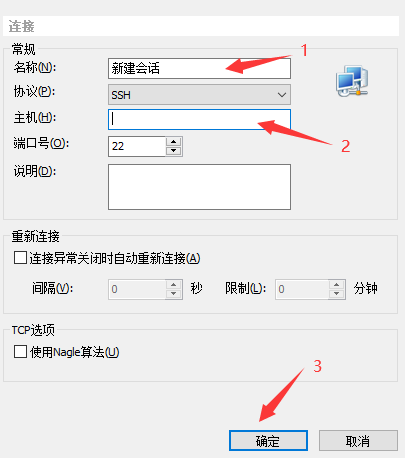 连接
常规
名称(N): 新建会话 1
协议(P): SSH
主机(H):
端口号(O): 22 2
说明(D):
重新连接
连接异常关闭时自动重新连接(A)
间隔(V): 0 秒 限制(L): 0 分钟
TCP选项
使用Nagle算法(U)
3
确定 取消